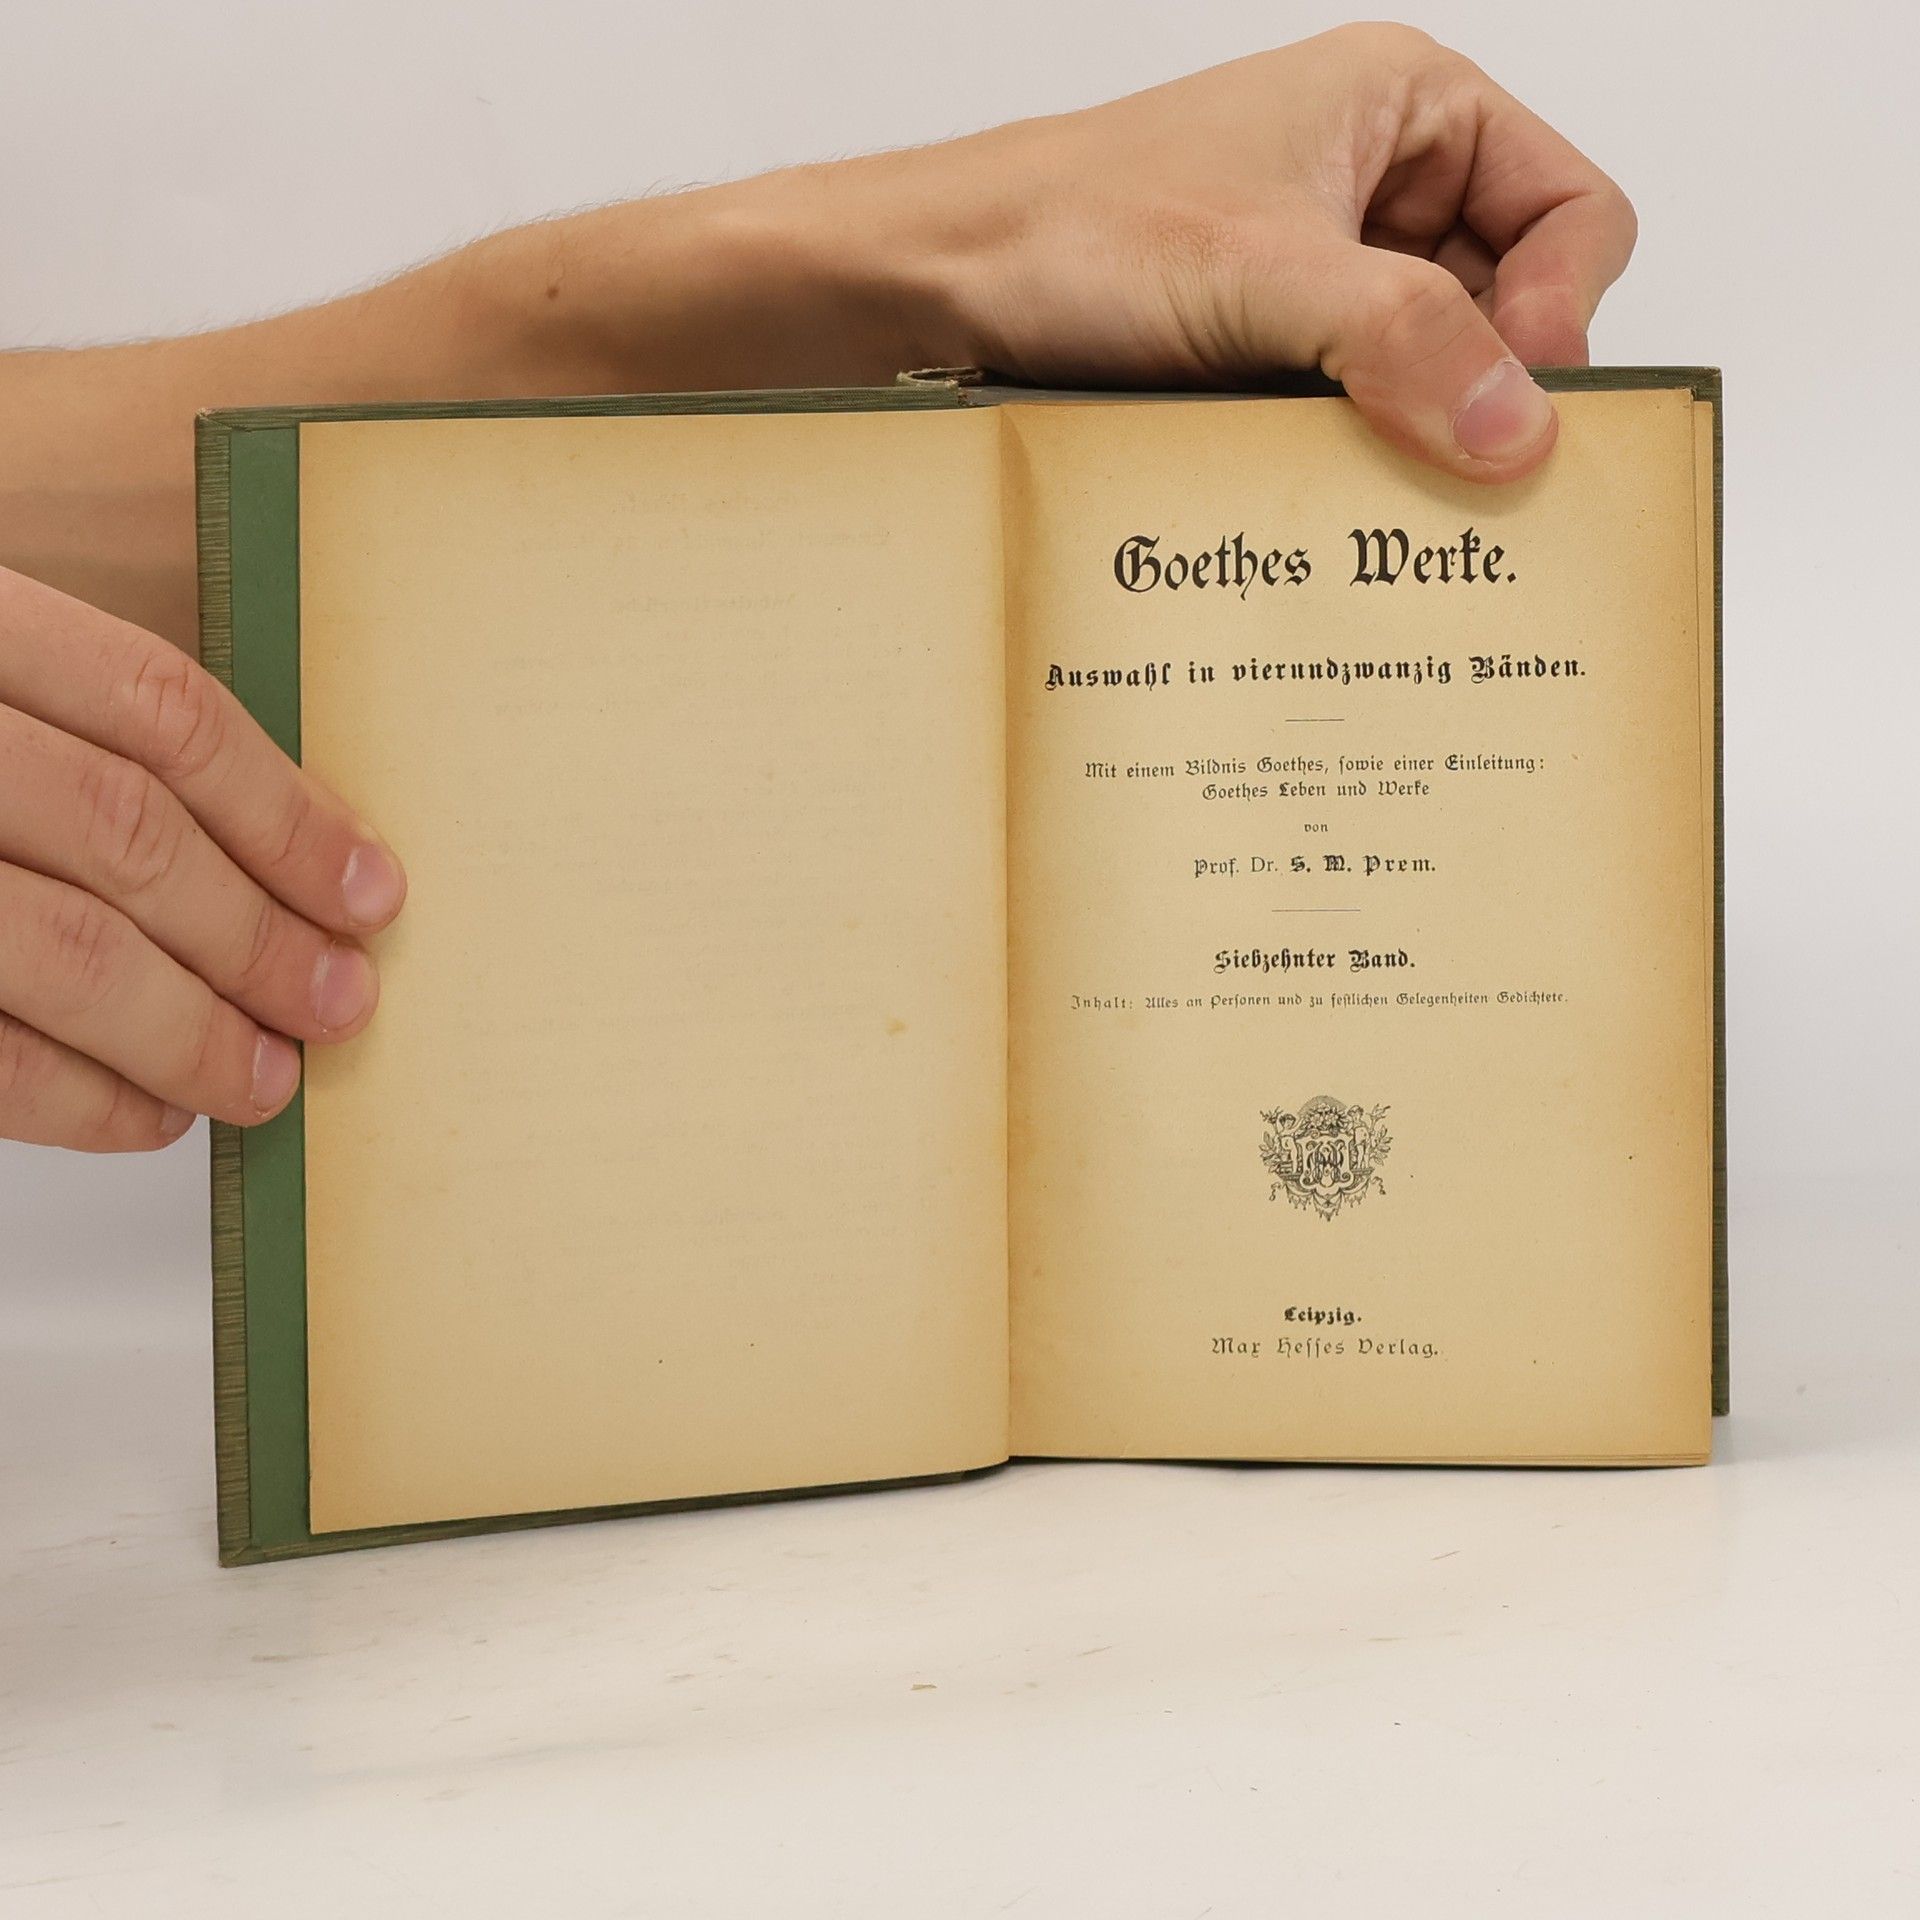 Goethes Werke.
Auswahl in vierundzwanzig Bänden.
Mit einem Bildnis Goethes, sowie einer Einleitung:
Goethes Leben und Werke
von
Prof. Dr. S. M. Prem.
Siebzehnter Band.
Inhalt: Alles an Personen und zu festlichen Gelegenheiten Gedichtete.
Leipzig.
Max Hesses Verlag.